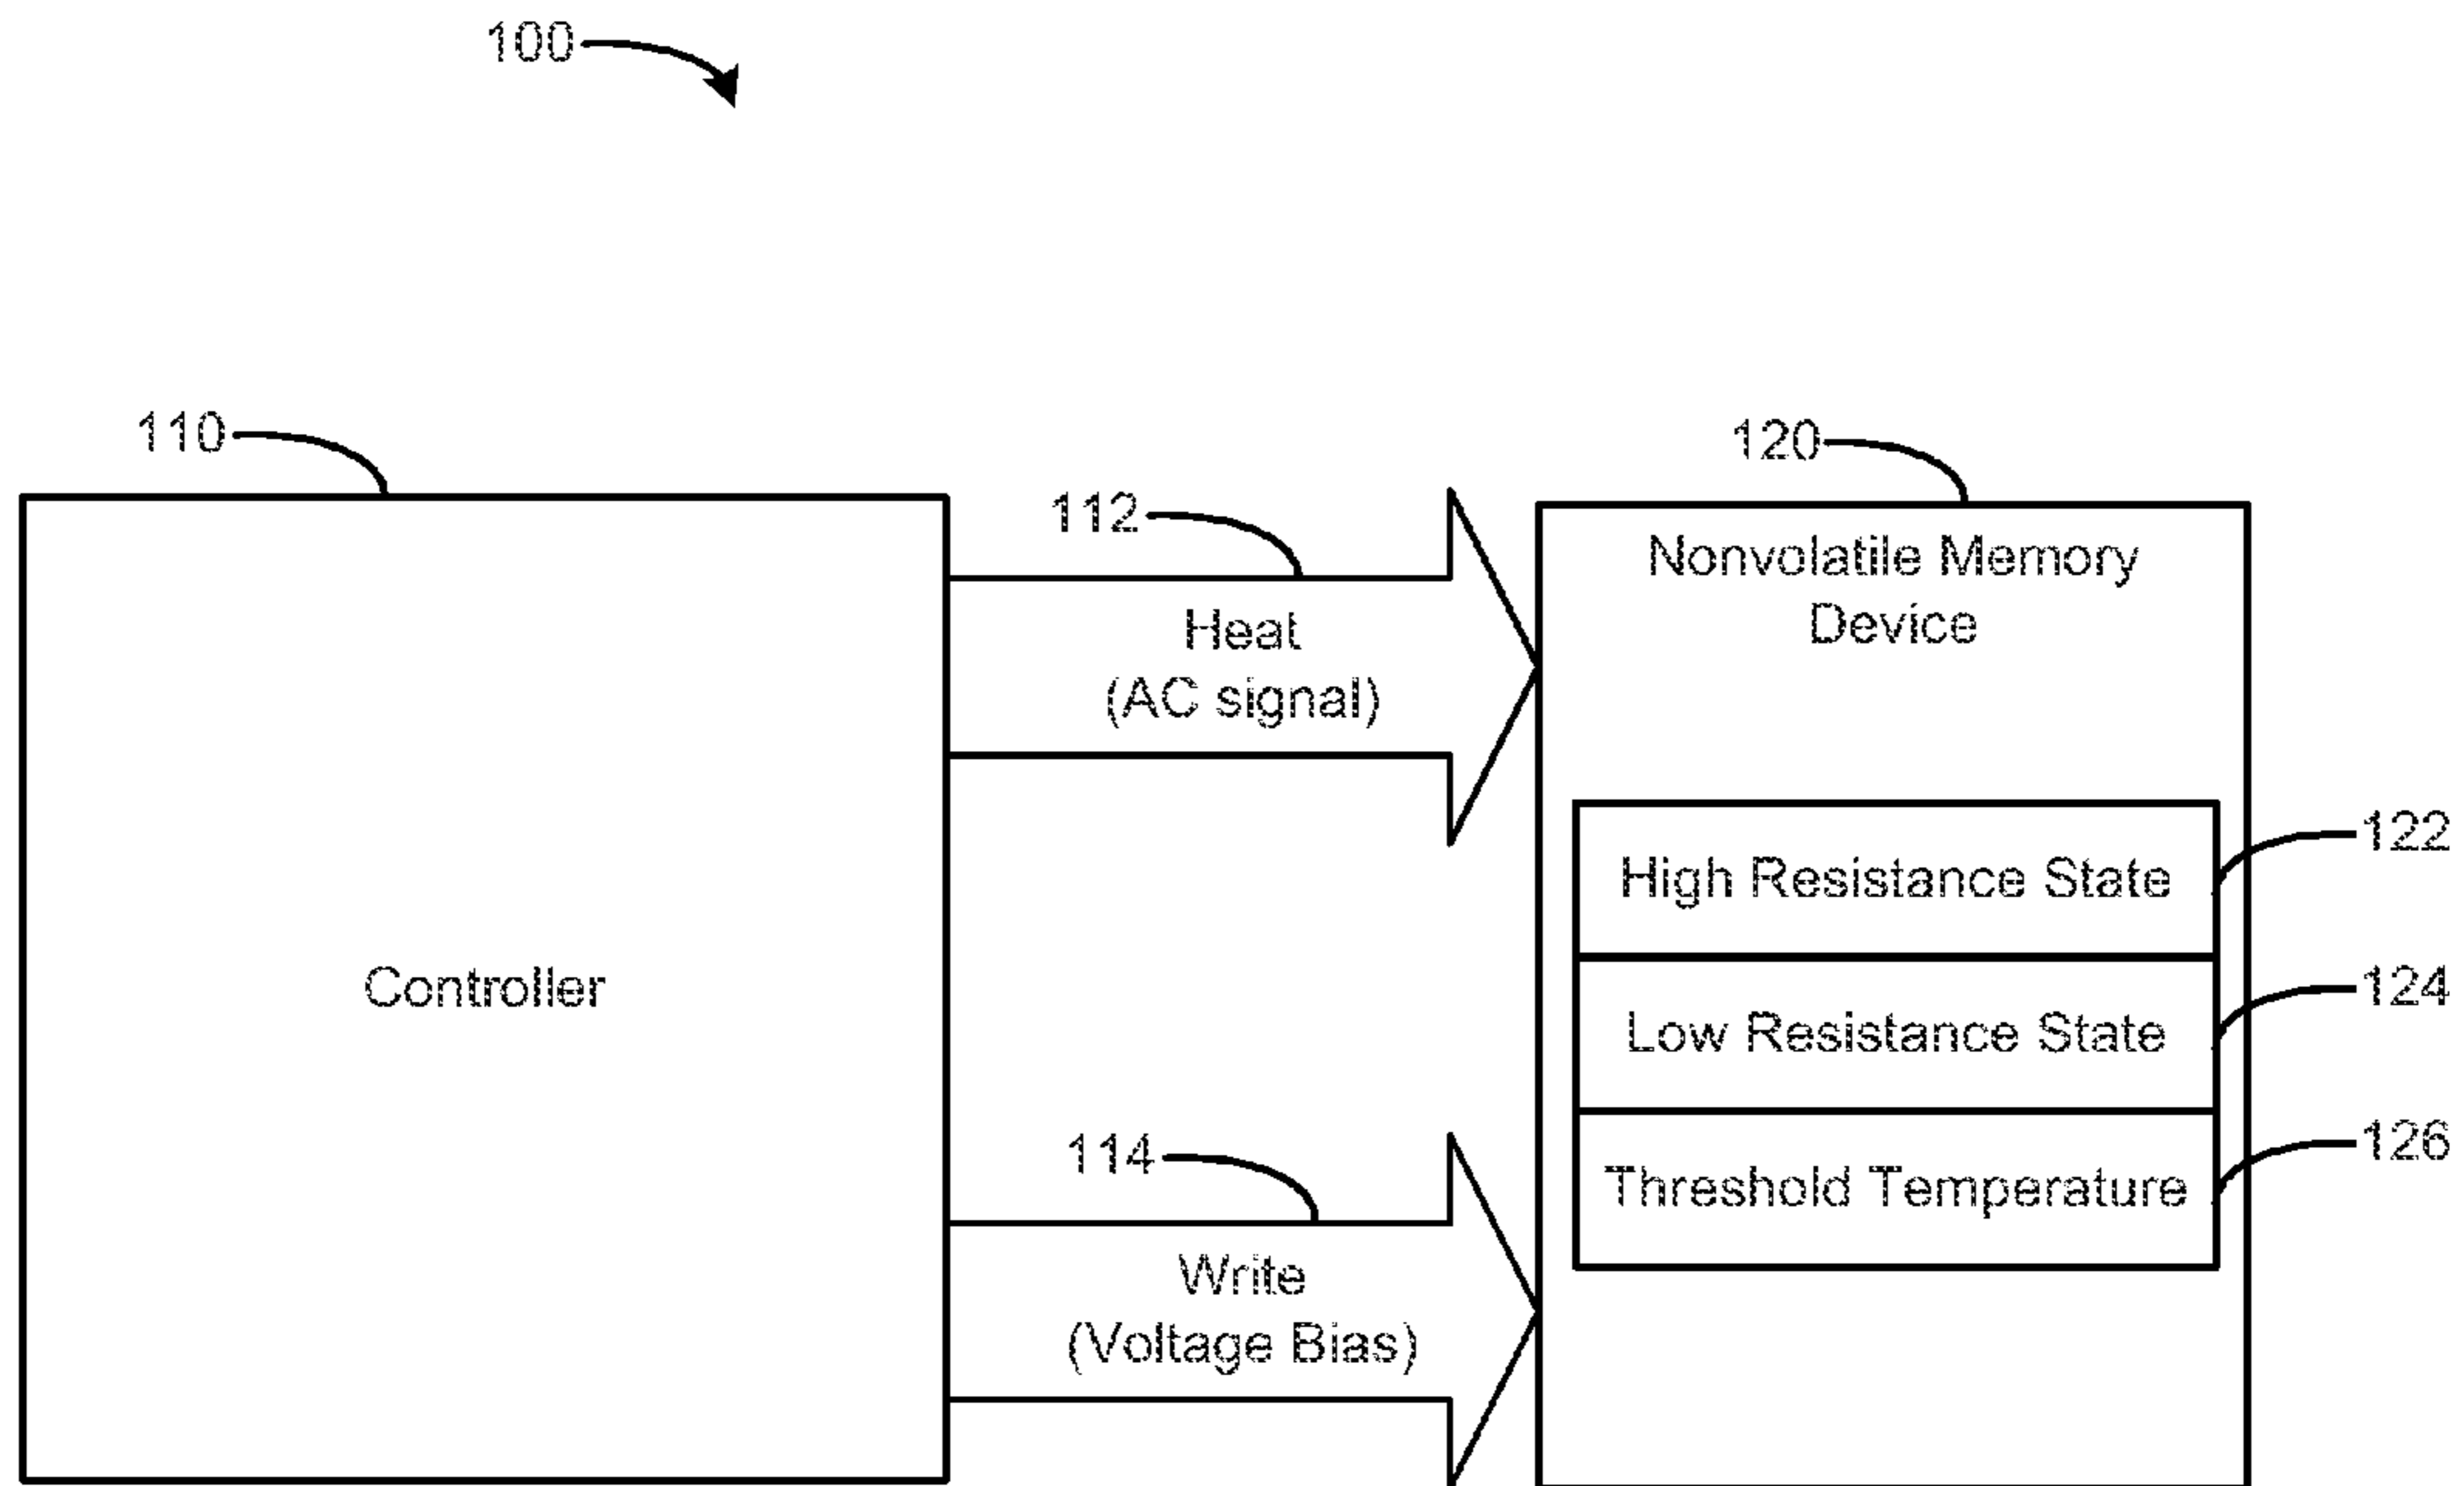 100
110
120
112
Nonvolatile Memory
Device
Heat
(AC signal)
122
High Resistance State
Controller
124
Low Resistance State
126
114
Threshold Temperature
Write
(Voltage Bias)